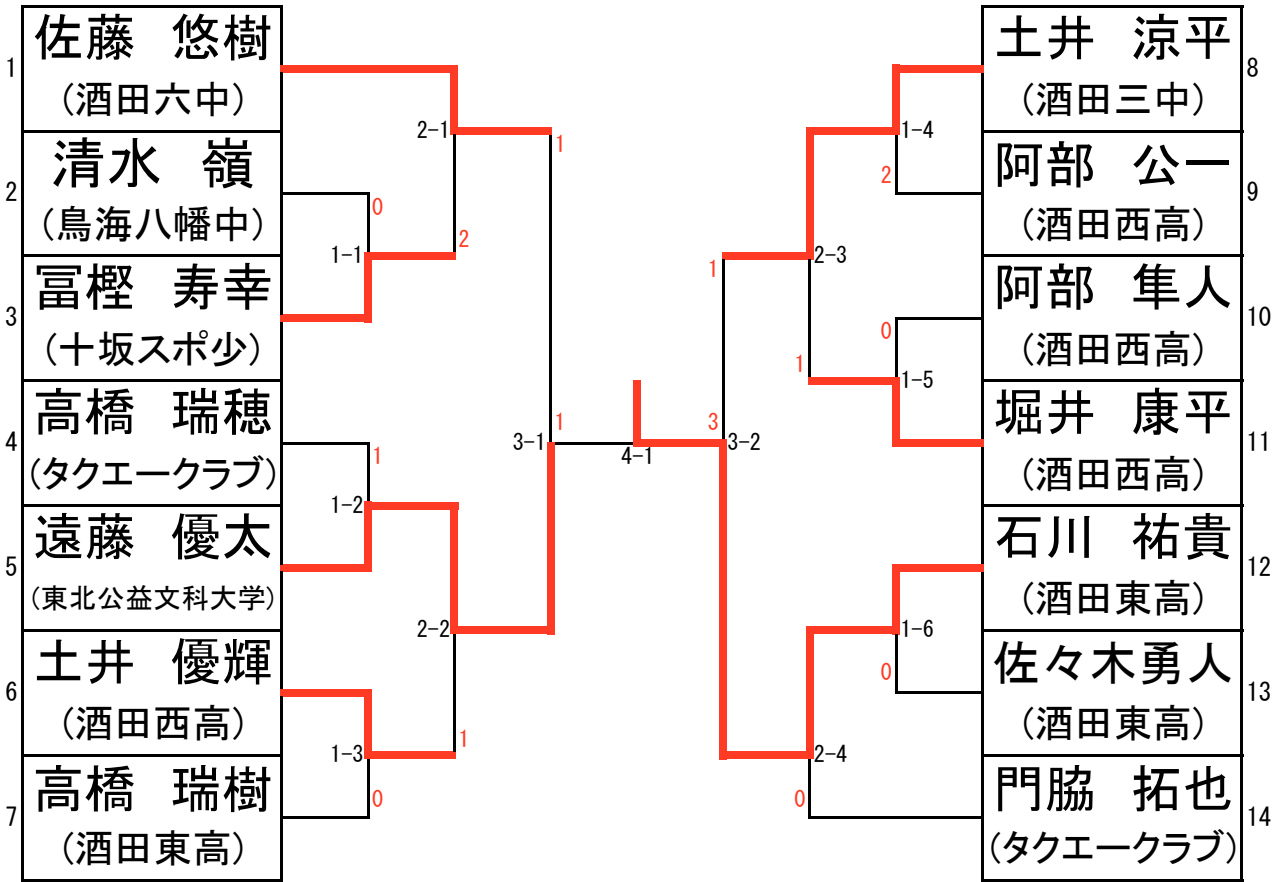 1
佐藤 悠樹
(酒田六中)
2
清水 嶺
(鳥海八幡中)
3
冨樫 寿幸
(十坂スポ少)
4
高橋 瑞穂
(タクエークラブ)
5
遠藤 優太
(東北公益文科大学)
6
土井 優輝
(酒田西高)
7
高橋 瑞樹
(酒田東高)
2-1
1
0
1-1
2
1
1-2
2-2
1-3
1
0
3-1
1
4-1
3
3-2
1
2-3
1
1-4
2
0
1-5
1-6
0
2-4
0
土井 涼平
(酒田三中)
8
阿部 公一
(酒田西高)
9
阿部 隼人
(酒田西高)
10
堀井 康平
(酒田西高)
11
石川 祐貴
(酒田東高)
12
佐々木勇人
(酒田東高)
13
門脇 拓也
(タクエークラブ)
14